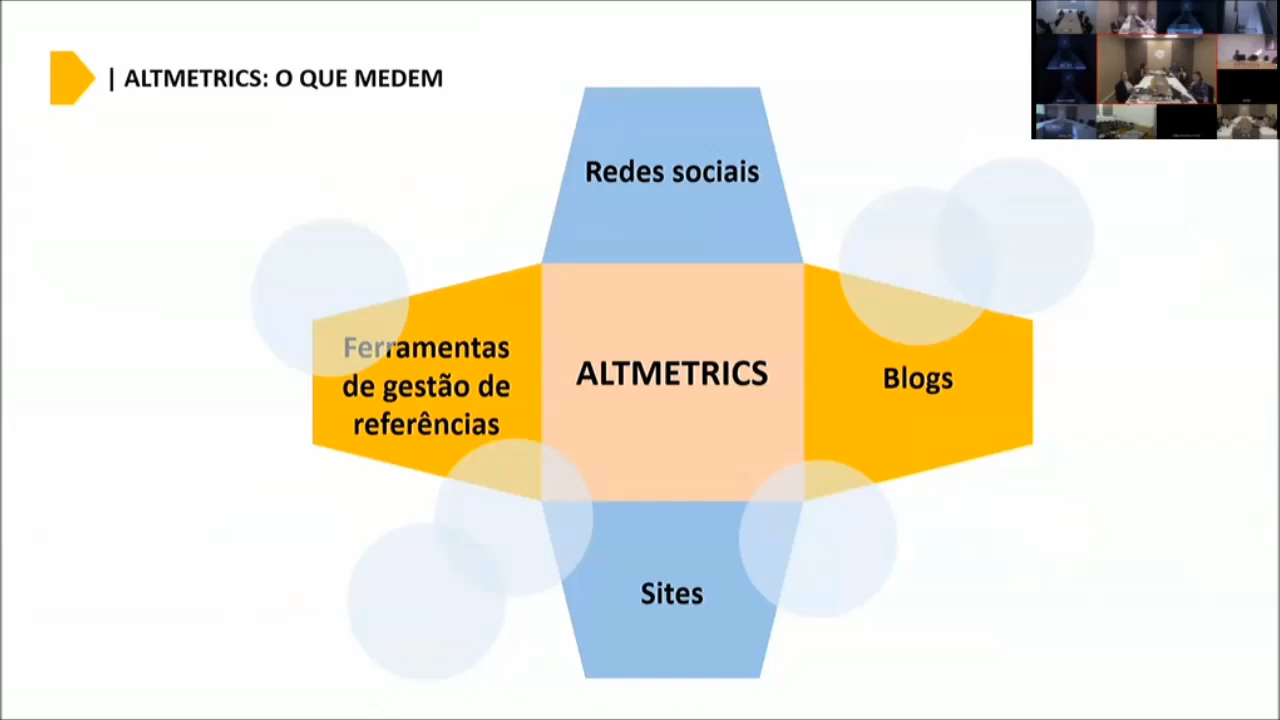 | ALTMETRICS: O QUE MEDEM
Redes sociais
Ferramentas
de gestão de
referências
ALTMETRICS
Blogs
Sites